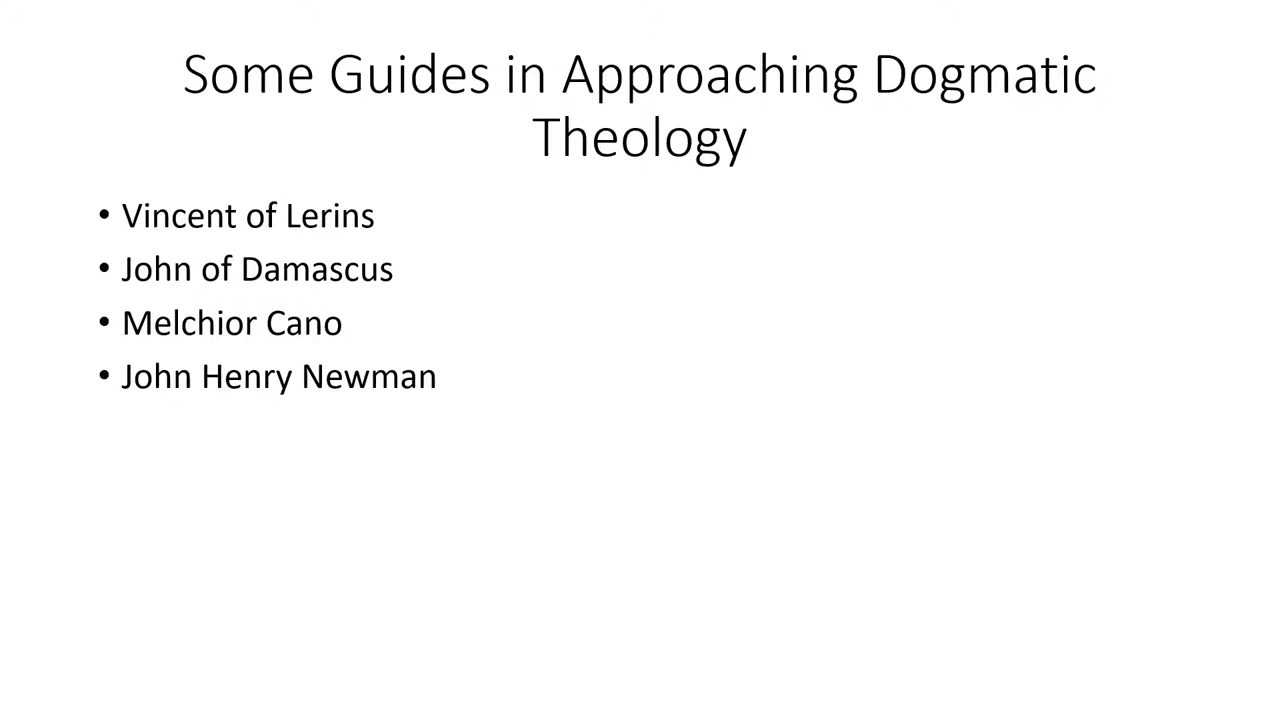 Some Guides in Approaching Dogmatic
Theology
• Vincent of Lerins
• John of Damascus
• Melchior Cano
• John Henry Newman